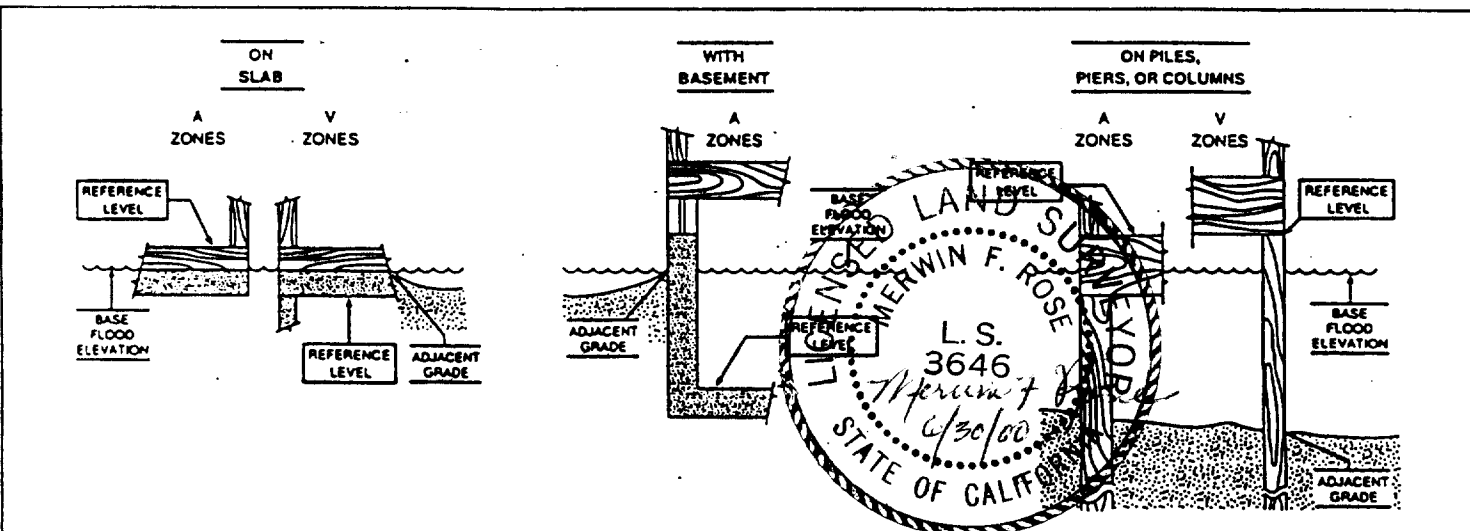 ON
SLAB
A
ZONES
V
ZONES
REFERENCE
LEVEL
BASE
FLOOD
ELEVATION
REFERENCE
LEVEL
ADJACENT
GRADE
WITH
BASEMENT
A
ZONES
BASE
FLOOD
ELEVATION
ADJACENT
GRADE
REFERENCE
LEVEL
ON PILES,
PIERS, OR COLUMNS
A
ZONES
V
ZONES
REFERENCE
LEVEL
REFERENCE
LEVEL
BASE
FLOOD
ELEVATION
ADJACENT
GRADE
LICENSED LAND SURVEYOR
MERWIN F. ROSE
L. S.
3646
Merwin F Rose
6/30/00
STATE OF CALIFORNIA